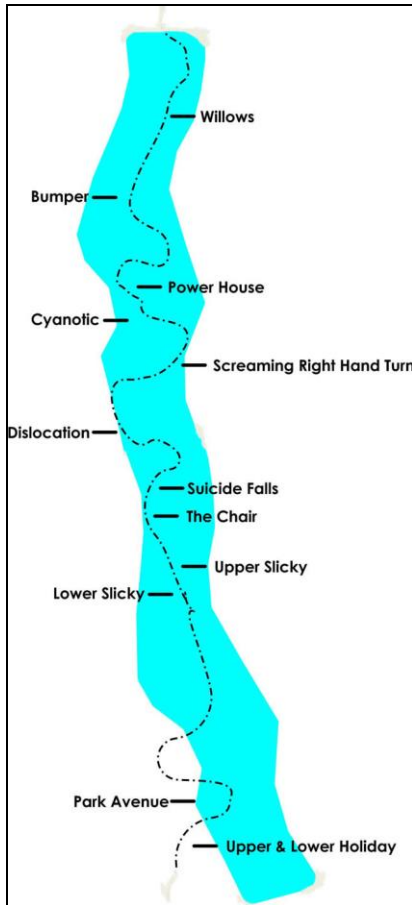 Willows
Bumper
Power House
Cyanotic
Screaming Right Hand Turn
Dislocation
Suicide Falls
The Chair
Upper Slicky
Lower Slicky
Park Avenue
Upper & Lower Holiday